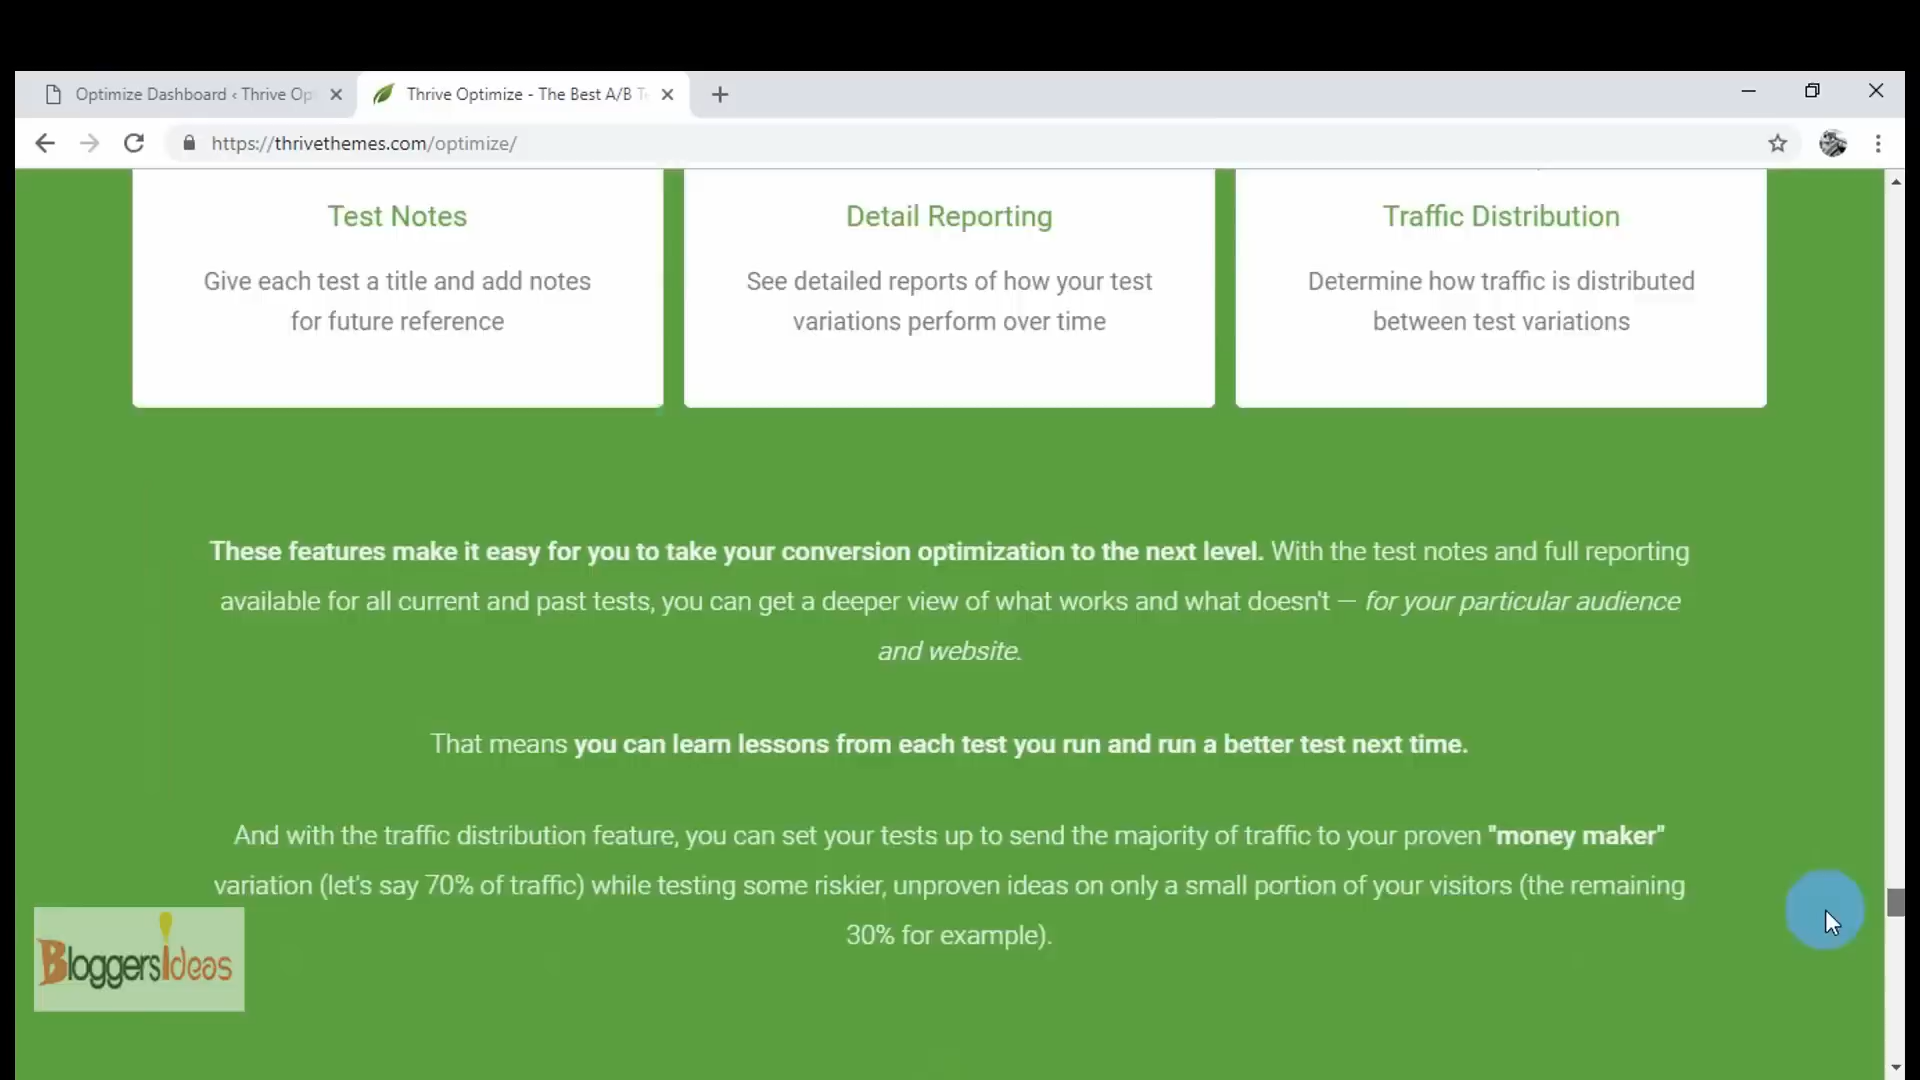 Optimize Dashboard ‹ Thrive Op
Thrive Optimize - The Best A/B T
https://thrivethemes.com/optimize/
Test Notes
Give each test a title and add notes
for future reference
Detail Reporting
See detailed reports of how your test
variations perform over time
Traffic Distribution
Determine how traffic is distributed
between test variations
These features make it easy for you to take your conversion optimization to the next level. With the test notes and full reporting
available for all current and past tests, you can get a deeper view of what works and what doesn't — for your particular audience
and website.
That means you can learn lessons from each test you run and run a better test next time.
And with the traffic distribution feature, you can set your tests up to send the majority of traffic to your proven "money maker"
variation (let's say 70% of traffic) while testing some riskier, unproven ideas on only a small portion of your visitors (the remaining
30% for example).
BloggersIdeas